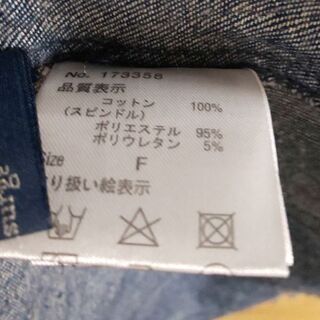 No. 173358
品質表示
コットン 100%
(スピンドル)
ポリエステル 95%
ポリウレタン 5%
Size F
り扱い絵表示